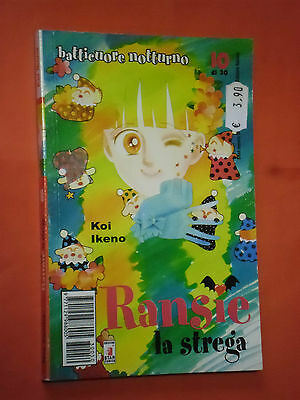 batticuore notturno
10
di 30
€ 3,90
Koi
Ikeno
Ransie
la strega